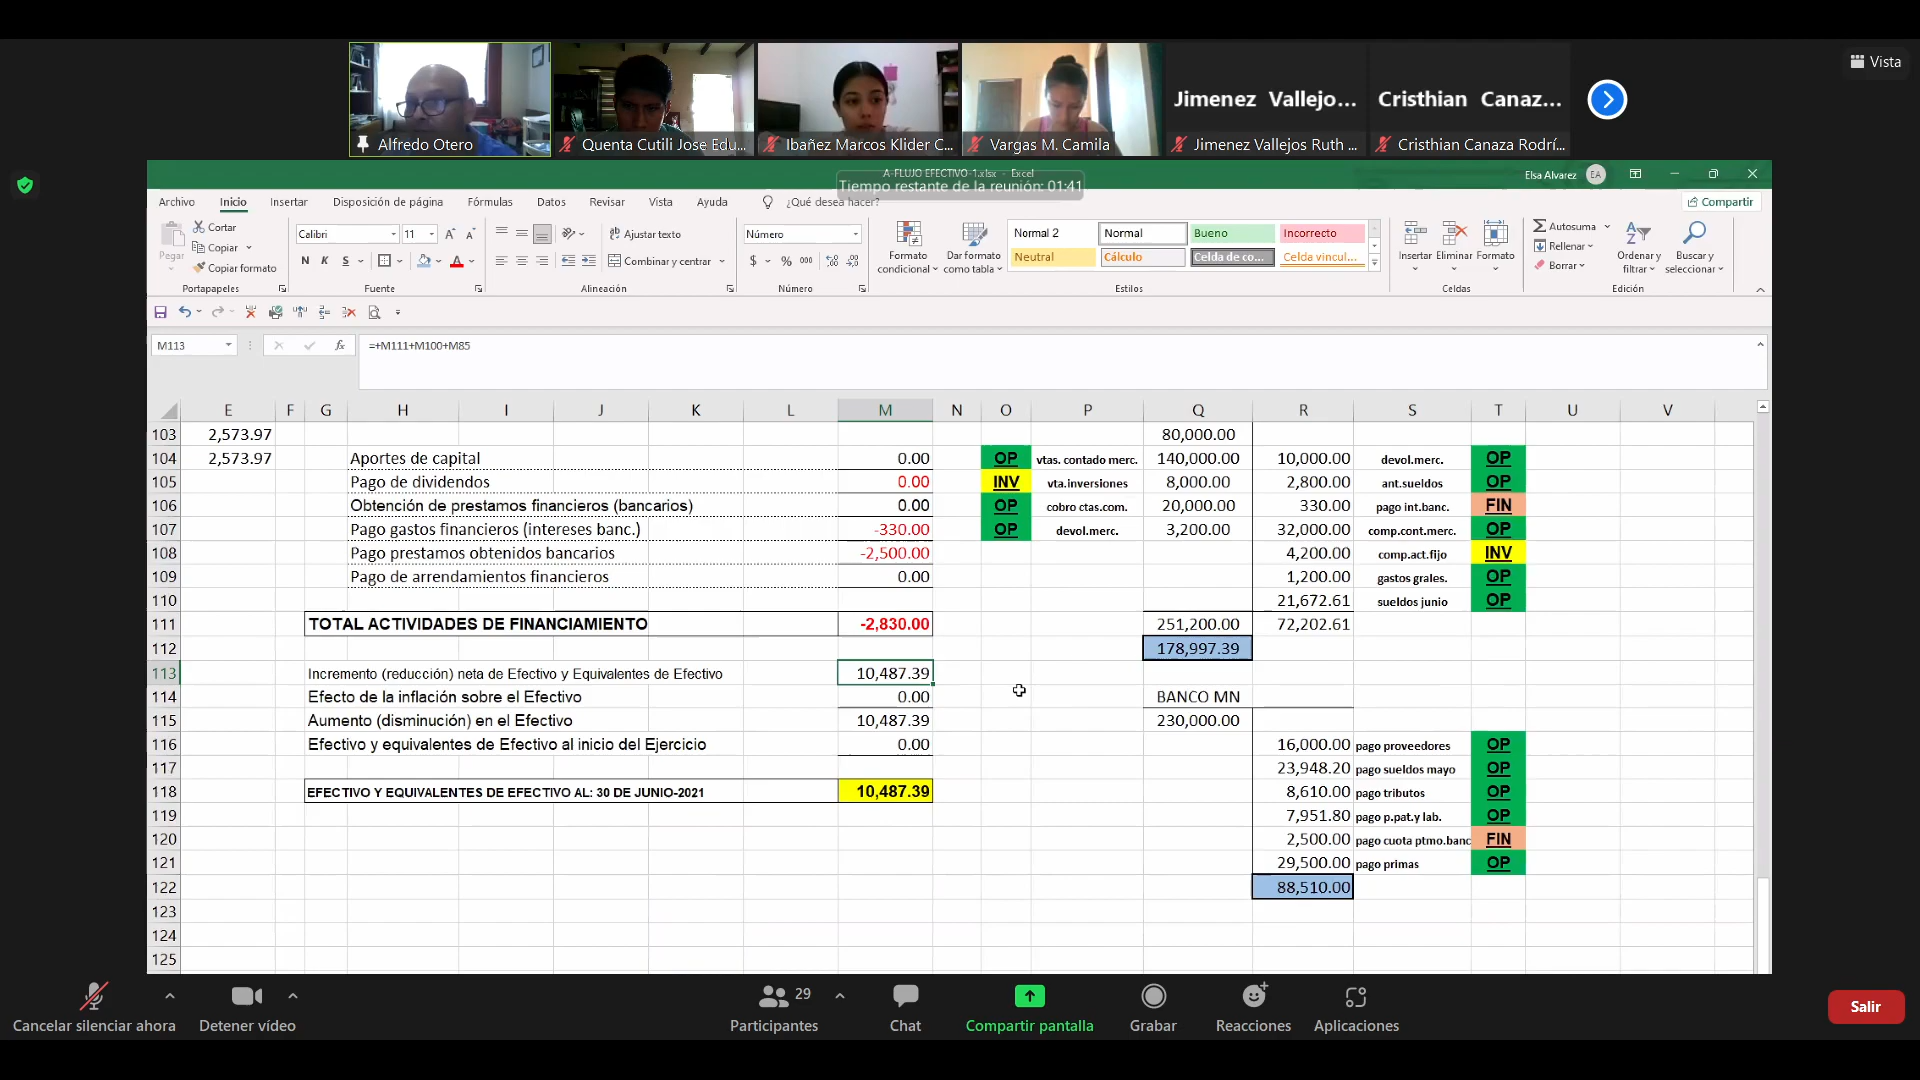 Vista
Alfredo Otero
Quenta Cutili Jose Edu...
Ibañez Marcos Klider C...
Vargas M. Camila
Jimenez Vallejo...
Jimenez Vallejos Ruth ...
Cristhian Canaz...
Cristhian Canaza Rodrí...
A-FLUJO EFECTIVO-1.xlsx - Excel
Tiempo restante de la reunión: 01:41
Elsa Alvarez EA
Archivo Inicio Insertar Disposición de página Fórmulas Datos Revisar Vista Ayuda ¿Qué desea hacer? Compartir
Pegar
Cortar
Copiar
Copiar formato
Portapapeles
Calibri 11
N K S
Fuente
Ajustar texto
Combinar y centrar
Alineación
Número
$ % 000
Número
Formato condicional
Dar formato como tabla
Normal 2 Normal Bueno Incorrecto
Neutral Cálculo Celda de co... Celda vincul...
Estilos
Insertar Eliminar Formato
Celdas
Autosuma
Rellenar
Borrar
Ordenar y filtrar
Buscar y seleccionar
Edición
M113 fx =+M111+M100+M85
E F G H I J K L M N O P Q R S T U V
103 2,573.97 80,000.00
104 2,573.97 Aportes de capital 0.00 OP vtas. contado merc. 140,000.00 10,000.00 devol.merc. OP
105 Pago de dividendos 0.00 INV vta.inversiones 8,000.00 2,800.00 ant.sueldos OP
106 Obtención de prestamos financieros (bancarios) 0.00 OP cobro ctas.com. 20,000.00 330.00 pago int.banc. FIN
107 Pago gastos financieros (intereses banc.) -330.00 OP devol.merc. 3,200.00 32,000.00 comp.cont.merc. OP
108 Pago prestamos obtenidos bancarios -2,500.00 4,200.00 comp.act.fijo INV
109 Pago de arrendamientos financieros 0.00 1,200.00 gastos grales. OP
110 21,672.61 sueldos junio OP
111 TOTAL ACTIVIDADES DE FINANCIAMIENTO -2,830.00 251,200.00 72,202.61
112 178,997.39
113 Incremento (reducción) neta de Efectivo y Equivalentes de Efectivo 10,487.39
114 Efecto de la inflación sobre el Efectivo 0.00 BANCO MN
115 Aumento (disminución) en el Efectivo 10,487.39 230,000.00
116 Efectivo y equivalentes de Efectivo al inicio del Ejercicio 0.00 16,000.00 pago proveedores OP
117 23,948.20 pago sueldos mayo OP
118 EFECTIVO Y EQUIVALENTES DE EFECTIVO AL: 30 DE JUNIO-2021 10,487.39 8,610.00 pago tributos OP
119 7,951.80 pago p.pat.y lab. OP
120 2,500.00 pago cuota ptmo.banc FIN
121 29,500.00 pago primas OP
122 88,510.00
123
124
125
Cancelar silenciar ahora
Detener vídeo
29
Participantes
Chat
Compartir pantalla
Grabar
Reacciones
Aplicaciones
Salir